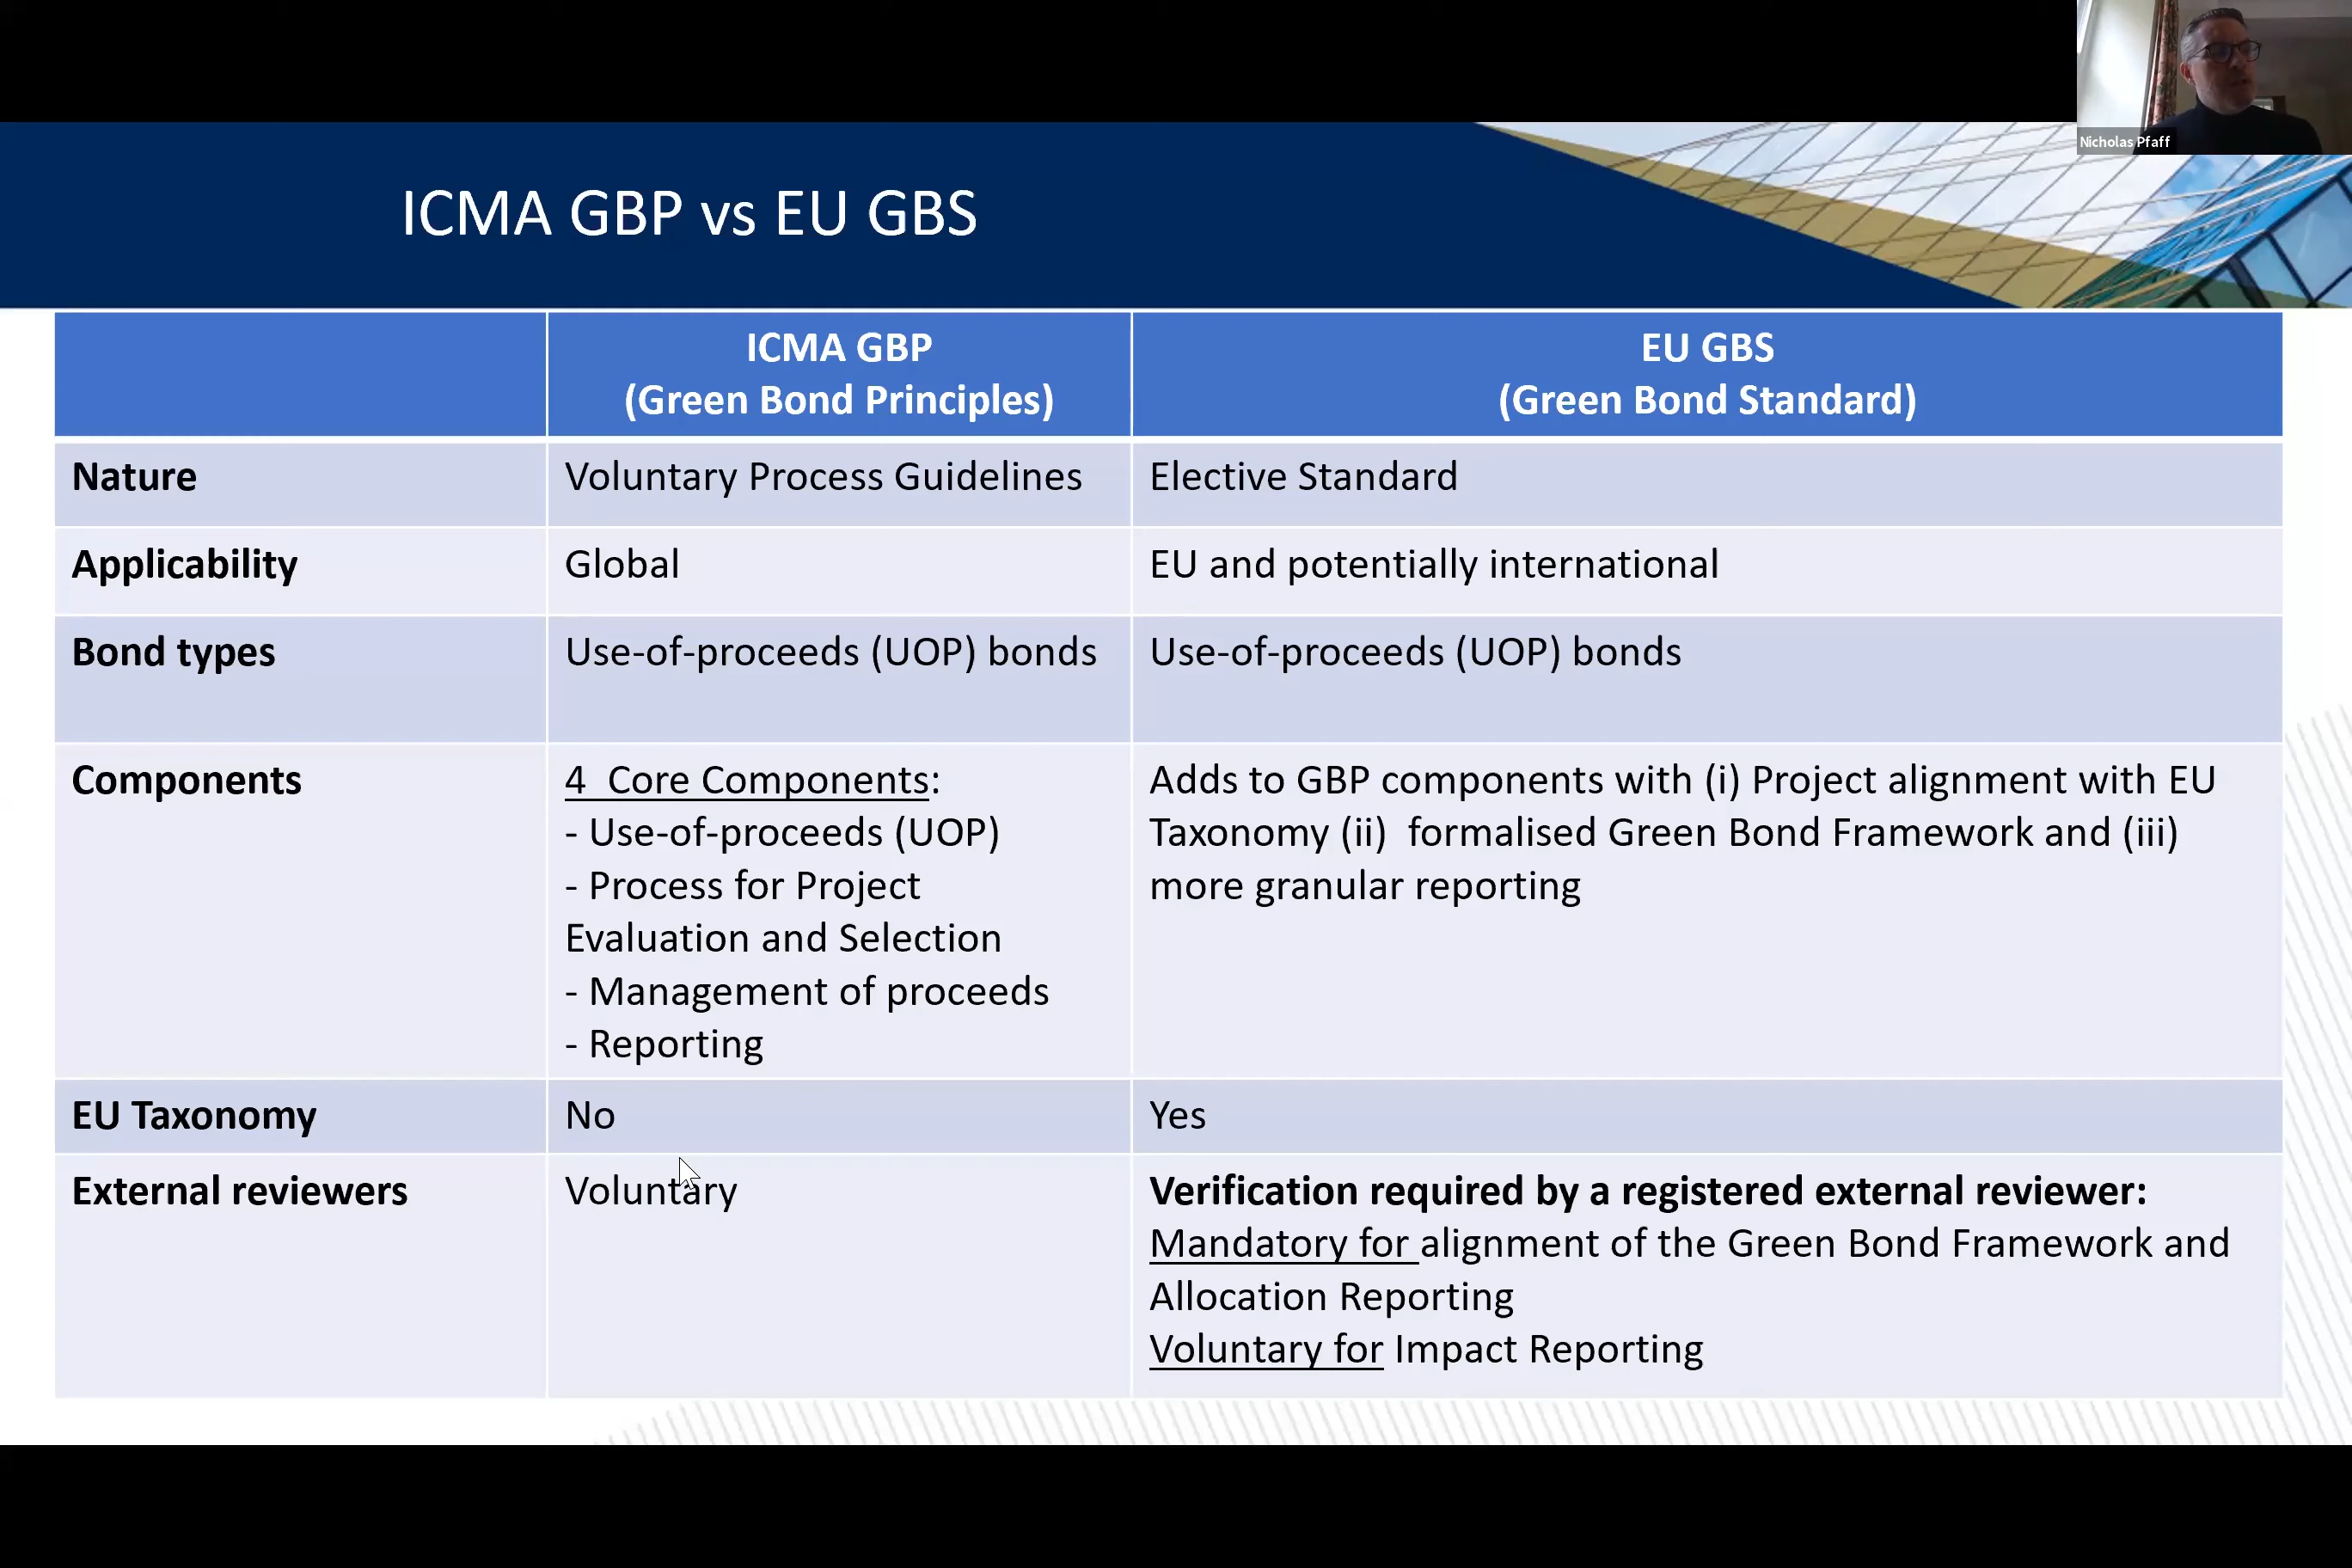 Nicholas Pfaff
ICMA GBP vs EU GBS
ICMA GBP
(Green Bond Principles)
EU GBS
(Green Bond Standard)
Nature
Voluntary Process Guidelines
Elective Standard
Applicability
Global
EU and potentially international
Bond types
Use-of-proceeds (UOP) bonds
Use-of-proceeds (UOP) bonds
Components
4  Core Components:
- Use-of-proceeds (UOP)
- Process for Project
Evaluation and Selection
- Management of proceeds
- Reporting
Adds to GBP components with (i) Project alignment with EU
Taxonomy (ii)  formalised Green Bond Framework and (iii)
more granular reporting
EU Taxonomy
No
Yes
External reviewers
Voluntary
Verification required by a registered external reviewer:
Mandatory for alignment of the Green Bond Framework and
Allocation Reporting
Voluntary for Impact Reporting